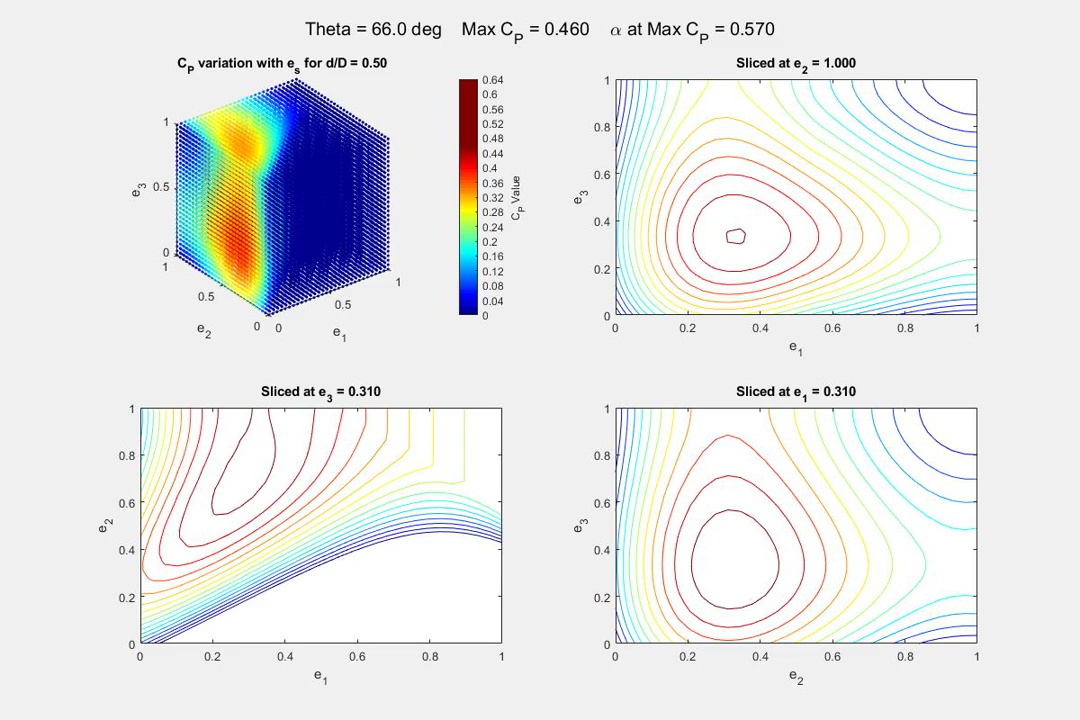 Theta = 66.0 deg Max C_P = 0.460 α at Max C_P = 0.570
C_P variation with e_s for d/D = 0.50
1
0.5
0
e_3
1
0.5
0
e_2
0
0.5
1
e_1
0.64
0.6
0.56
0.52
0.48
0.44
0.4
0.36
0.32
0.28
0.24
0.2
0.16
0.12
0.08
0.04
0
C_P Value
Sliced at e_2 = 1.000
1
0.8
0.6
0.4
0.2
0
e_3
0 0.2 0.4 0.6 0.8 1
e_1
Sliced at e_3 = 0.310
1
0.8
0.6
0.4
0.2
0
e_2
0 0.2 0.4 0.6 0.8 1
e_1
Sliced at e_1 = 0.310
1
0.8
0.6
0.4
0.2
0
e_3
0 0.2 0.4 0.6 0.8 1
e_2